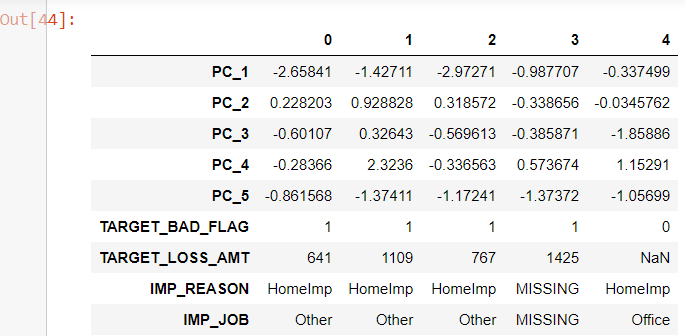 Out[44]:
0 1 2 3 4
PC_1 -2.65841 -1.42711 -2.97271 -0.987707 -0.337499
PC_2 0.228203 0.928828 0.318572 -0.338656 -0.0345762
PC_3 -0.60107 0.32643 -0.569613 -0.385871 -1.85886
PC_4 -0.28366 2.3236 -0.336563 0.573674 1.15291
PC_5 -0.861568 -1.37411 -1.17241 -1.37372 -1.05699
TARGET_BAD_FLAG 1 1 1 1 0
TARGET_LOSS_AMT 641 1109 767 1425 NaN
IMP_REASON HomeImp HomeImp HomeImp MISSING HomeImp
IMP_JOB Other Other Other MISSING Office